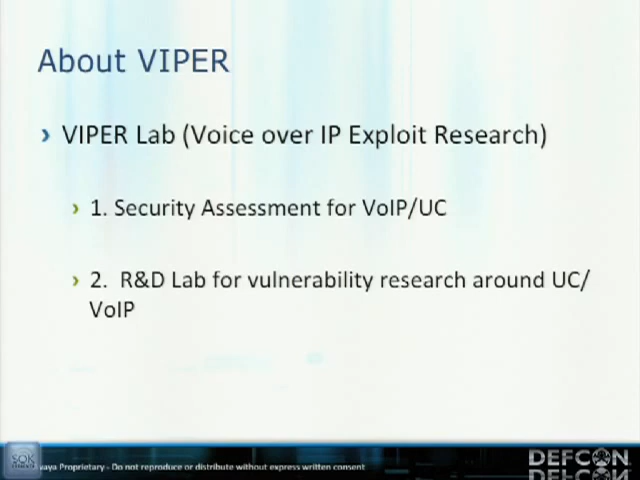 About VIPER
› VIPER Lab (Voice over IP Exploit Research)
› 1. Security Assessment for VoIP/UC
› 2. R&D Lab for vulnerability research around UC/
VoIP
SOK
Proprietary - Do not reproduce or distribute without express written consent
DEFCON